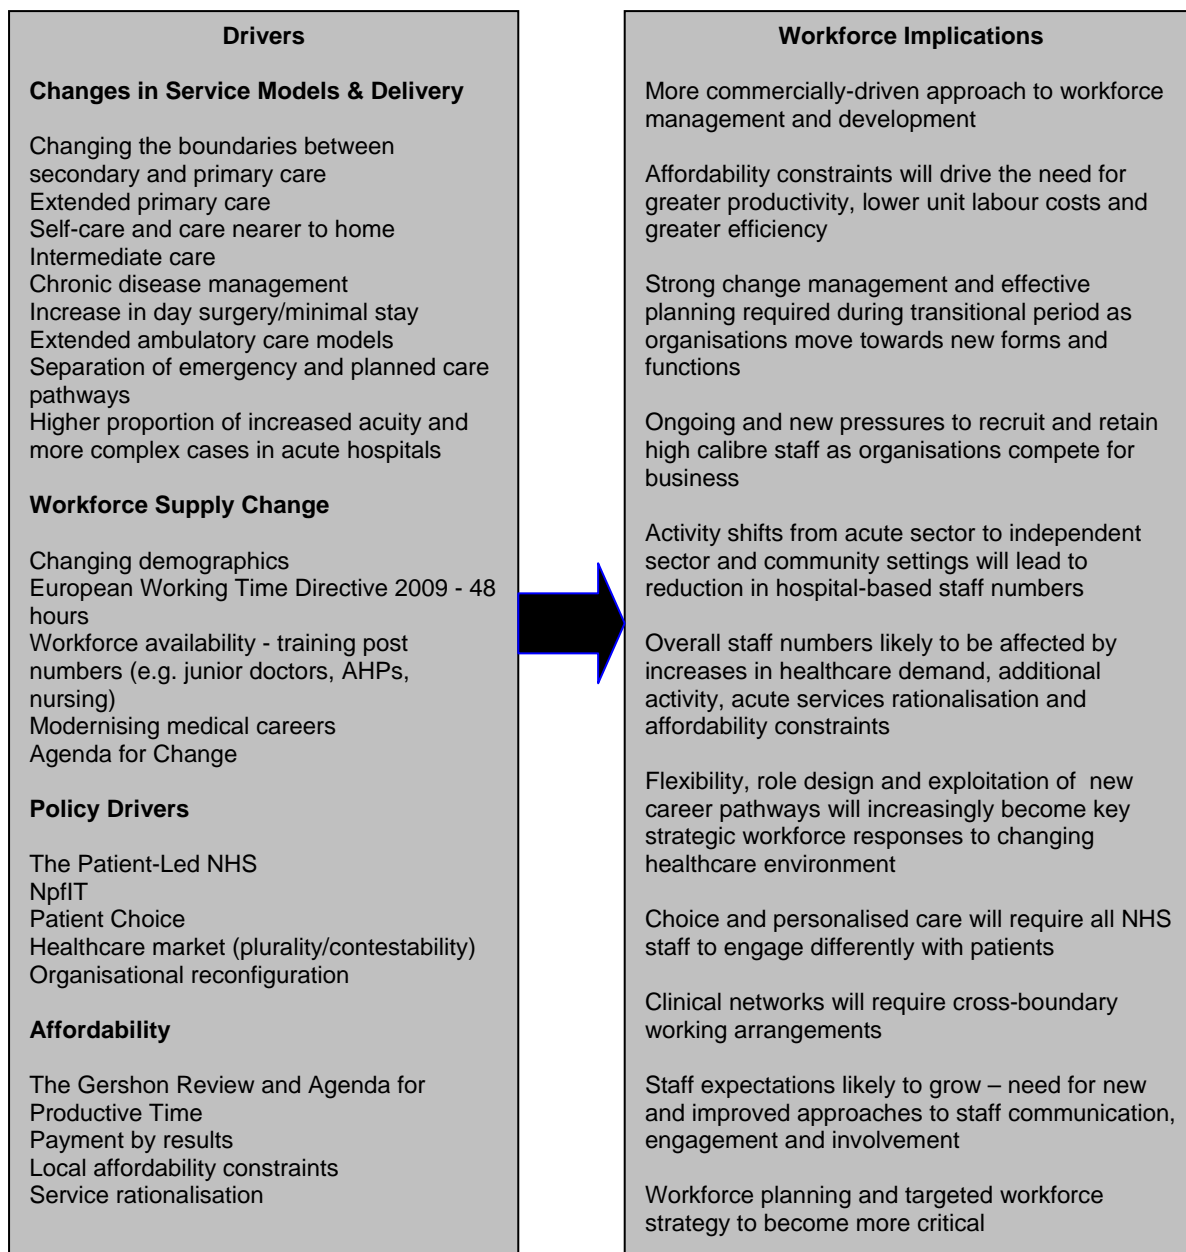 Drivers
Changes in Service Models & Delivery
Changing the boundaries between
secondary and primary care
Extended primary care
Self-care and care nearer to home
Intermediate care
Chronic disease management
Increase in day surgery/minimal stay
Extended ambulatory care models
Separation of emergency and planned care
pathways
Higher proportion of increased acuity and
more complex cases in acute hospitals
Workforce Supply Change
Changing demographics
European Working Time Directive 2009 - 48
hours
Workforce availability - training post
numbers (e.g. junior doctors, AHPs,
nursing)
Modernising medical careers
Agenda for Change
Policy Drivers
The Patient-Led NHS
NpfIT
Patient Choice
Healthcare market (plurality/contestability)
Organisational reconfiguration
Affordability
The Gershon Review and Agenda for
Productive Time
Payment by results
Local affordability constraints
Service rationalisation
Workforce Implications
More commercially-driven approach to workforce
management and development
Affordability constraints will drive the need for
greater productivity, lower unit labour costs and
greater efficiency
Strong change management and effective
planning required during transitional period as
organisations move towards new forms and
functions
Ongoing and new pressures to recruit and retain
high calibre staff as organisations compete for
business
Activity shifts from acute sector to independent
sector and community settings will lead to
reduction in hospital-based staff numbers
Overall staff numbers likely to be affected by
increases in healthcare demand, additional
activity, acute services rationalisation and
affordability constraints
Flexibility, role design and exploitation of  new
career pathways will increasingly become key
strategic workforce responses to changing
healthcare environment
Choice and personalised care will require all NHS
staff to engage differently with patients
Clinical networks will require cross-boundary
working arrangements
Staff expectations likely to grow – need for new
and improved approaches to staff communication,
engagement and involvement
Workforce planning and targeted workforce
strategy to become more critical